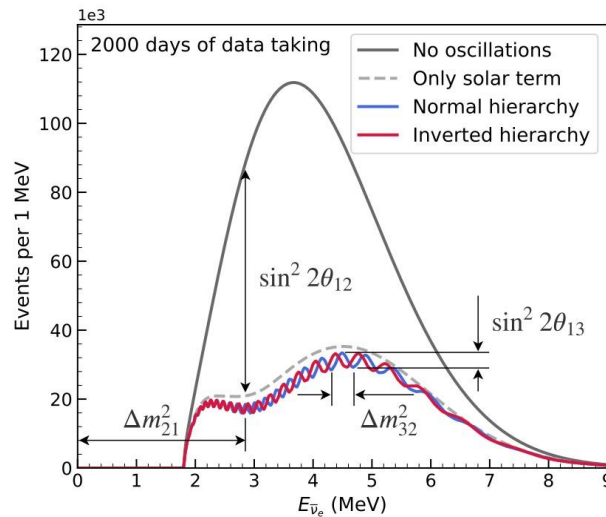 1e3
2000 days of data taking
No oscillations
Only solar term
Normal hierarchy
Inverted hierarchy
Events per 1 MeV
120
100
80
60
40
20
0
sin² 2θ₁₂
sin² 2θ₁₃
Δm²₂₁
Δm²₃₂
0 1 2 3 4 5 6 7 8 9
E_ν̄ₑ (MeV)